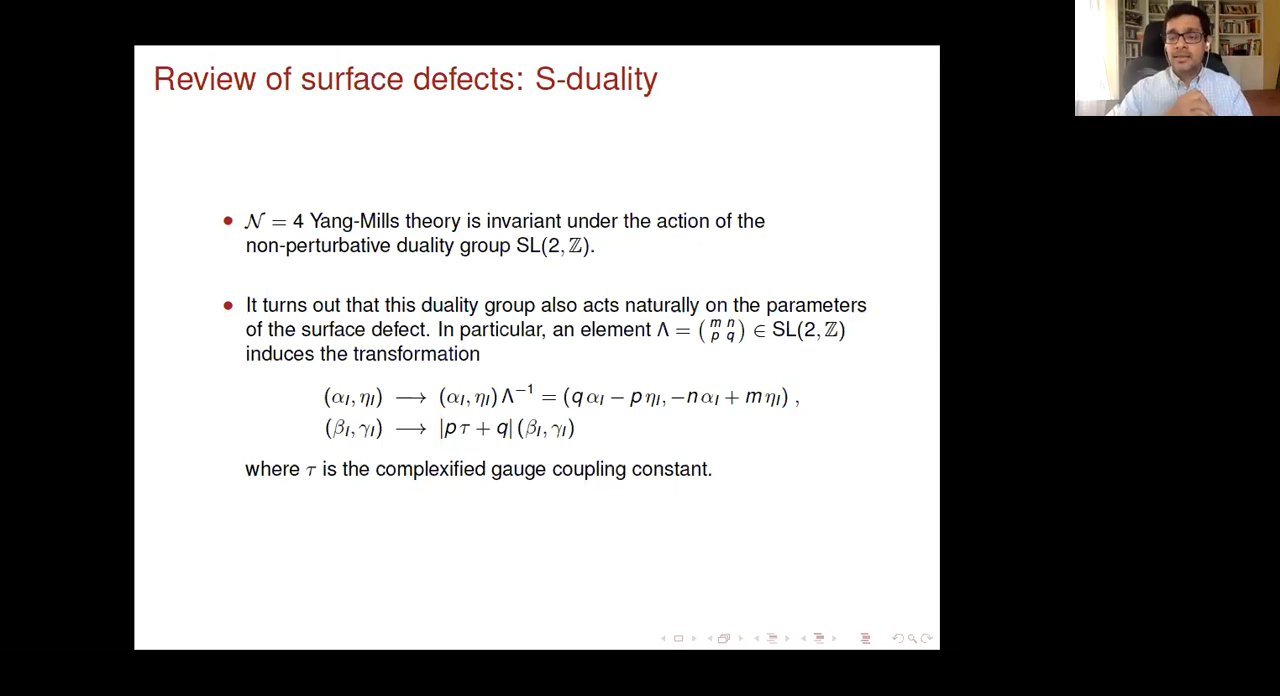 Review of surface defects: S-duality
• 𝒩 = 4 Yang-Mills theory is invariant under the action of the
non-perturbative duality group SL(2, ℤ).
• It turns out that this duality group also acts naturally on the parameters
of the surface defect. In particular, an element Λ = (m n p q) ∈ SL(2, ℤ)
induces the transformation
(α_I, η_I) ⟶ (α_I, η_I) Λ⁻¹ = (q α_I − p η_I, −n α_I + m η_I) ,
(β_I, γ_I) ⟶ |p τ + q| (β_I, γ_I)
where τ is the complexified gauge coupling constant.